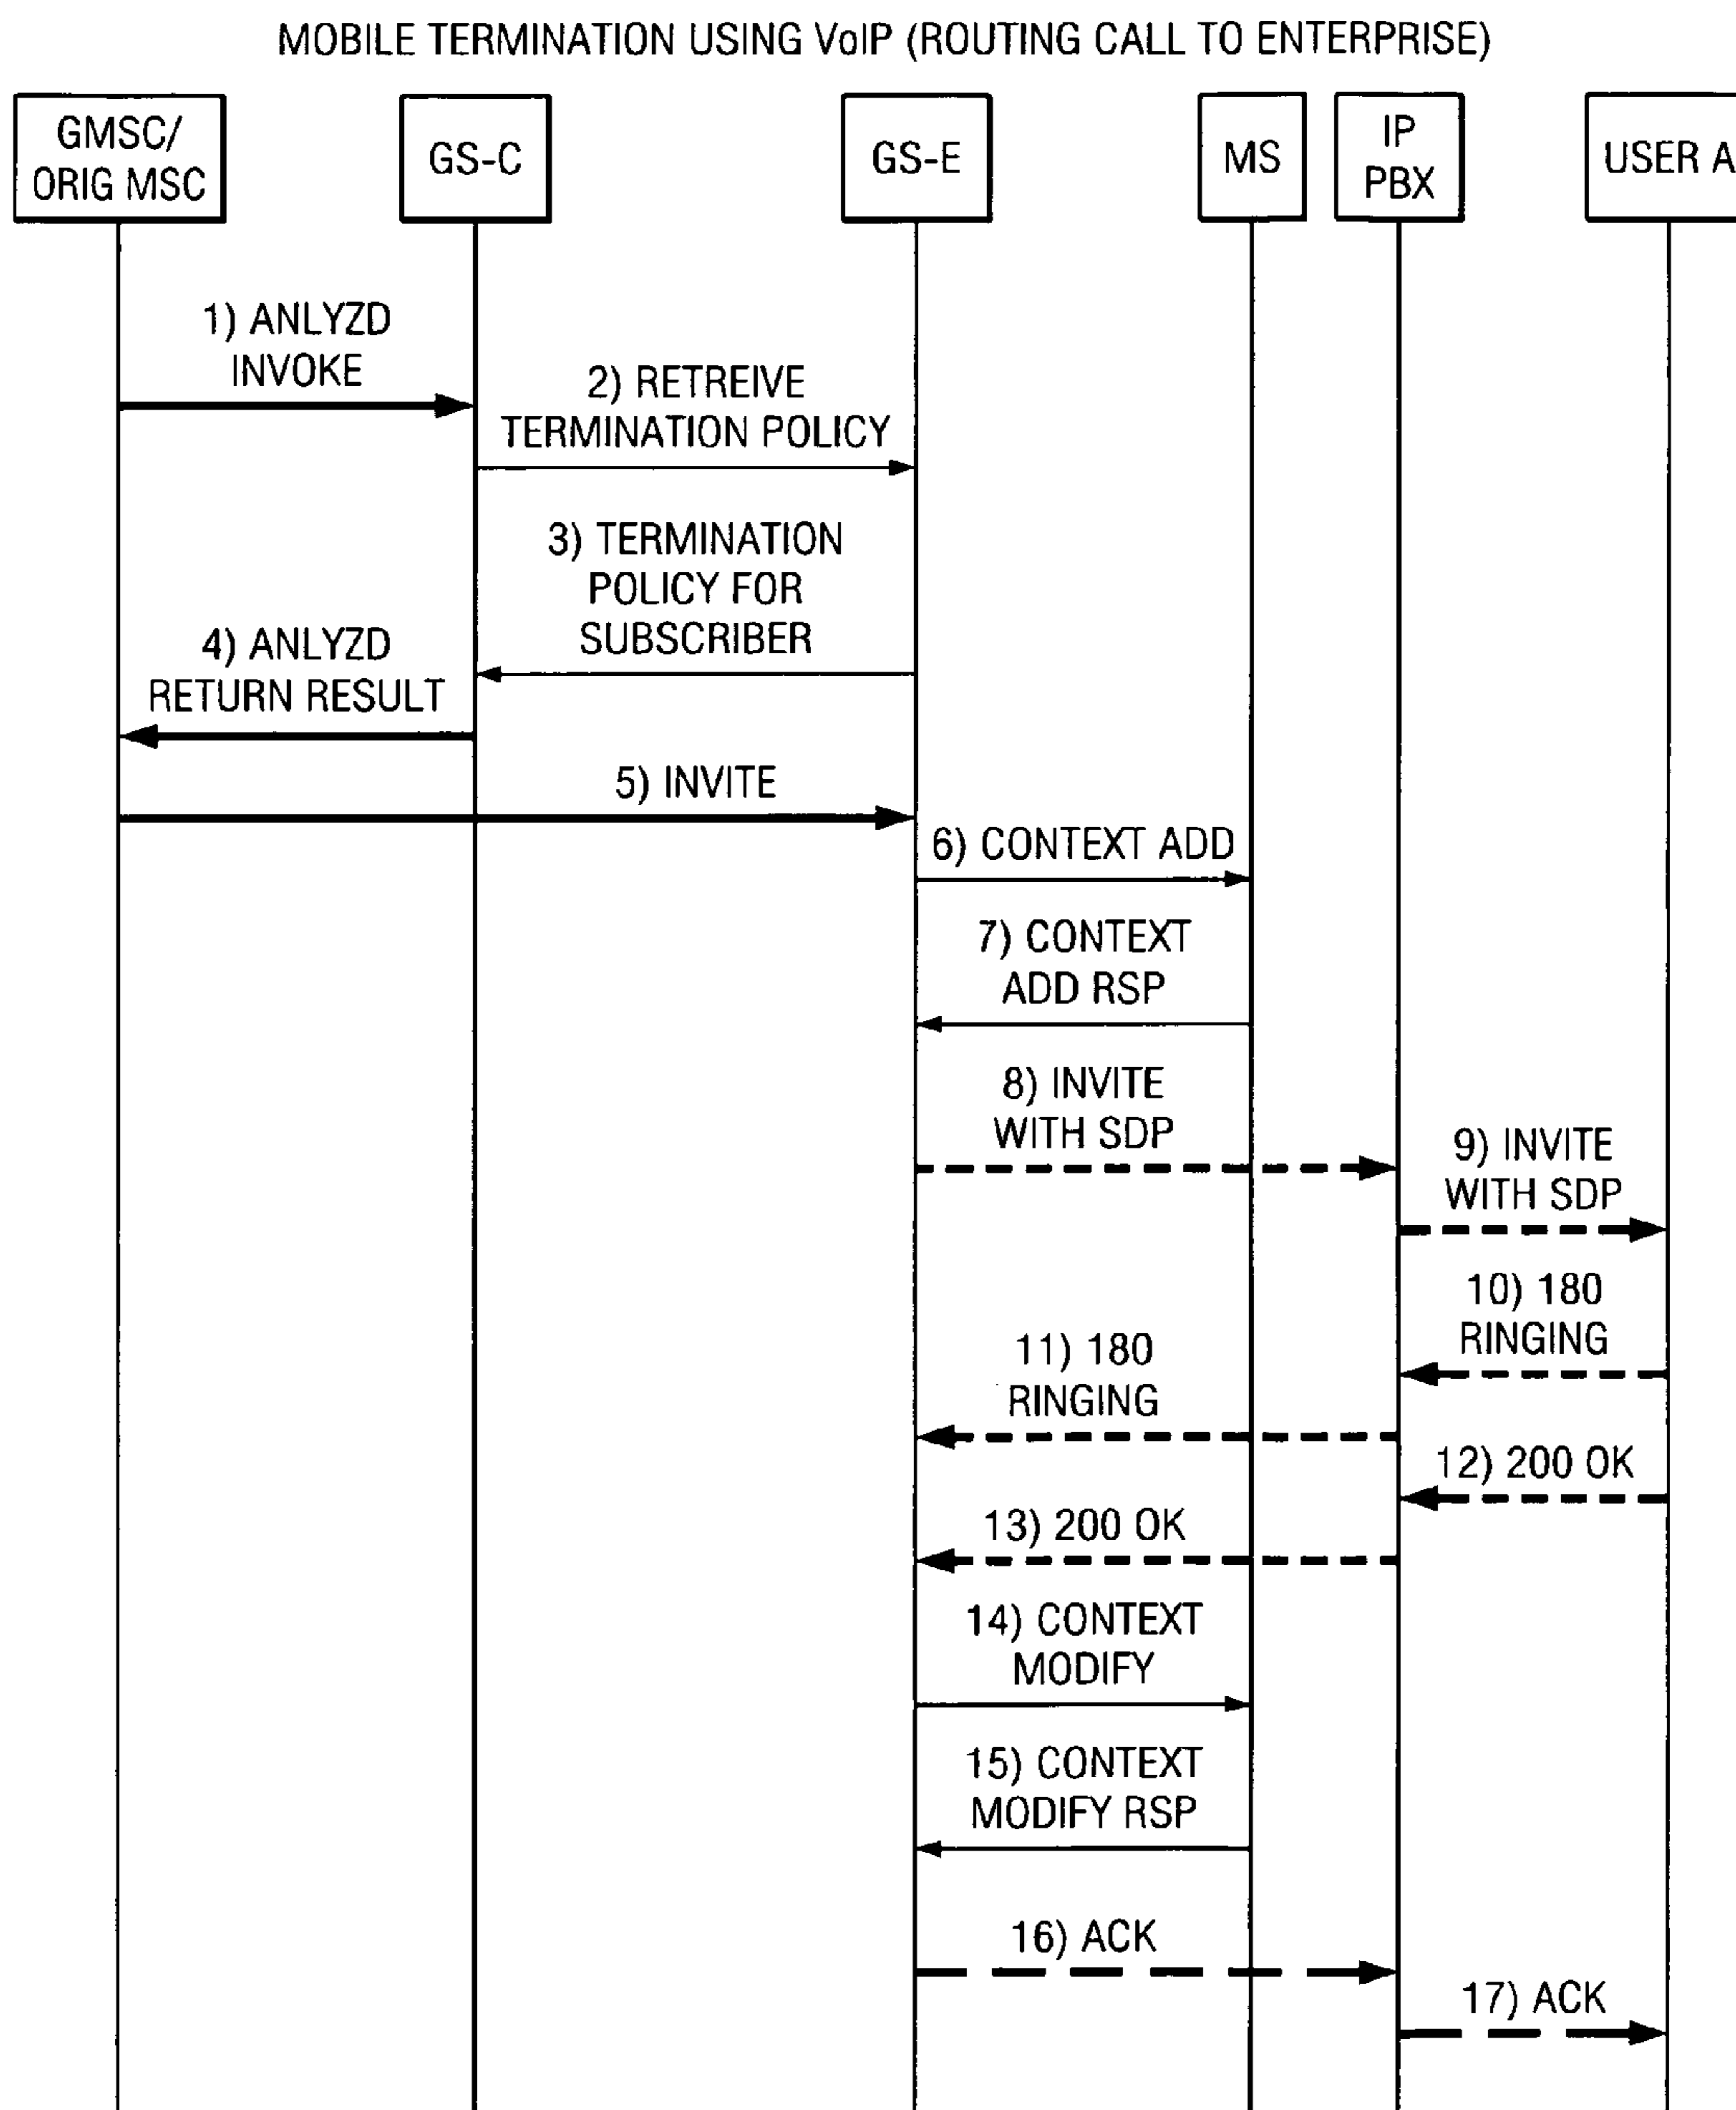 MOBILE TERMINATION USING VoIP (ROUTING CALL TO ENTERPRISE)
GMSC/
ORIG MSC
GS-C
GS-E
MS
IP
PBX
USER A
1) ANLYZD
INVOKE
2) RETREIVE
TERMINATION POLICY
3) TERMINATION
POLICY FOR
SUBSCRIBER
4) ANLYZD
RETURN RESULT
5) INVITE
6) CONTEXT ADD
7) CONTEXT
ADD RSP
8) INVITE
WITH SDP
9) INVITE
WITH SDP
10) 180
RINGING
11) 180
RINGING
12) 200 OK
13) 200 OK
14) CONTEXT
MODIFY
15) CONTEXT
MODIFY RSP
16) ACK
17) ACK